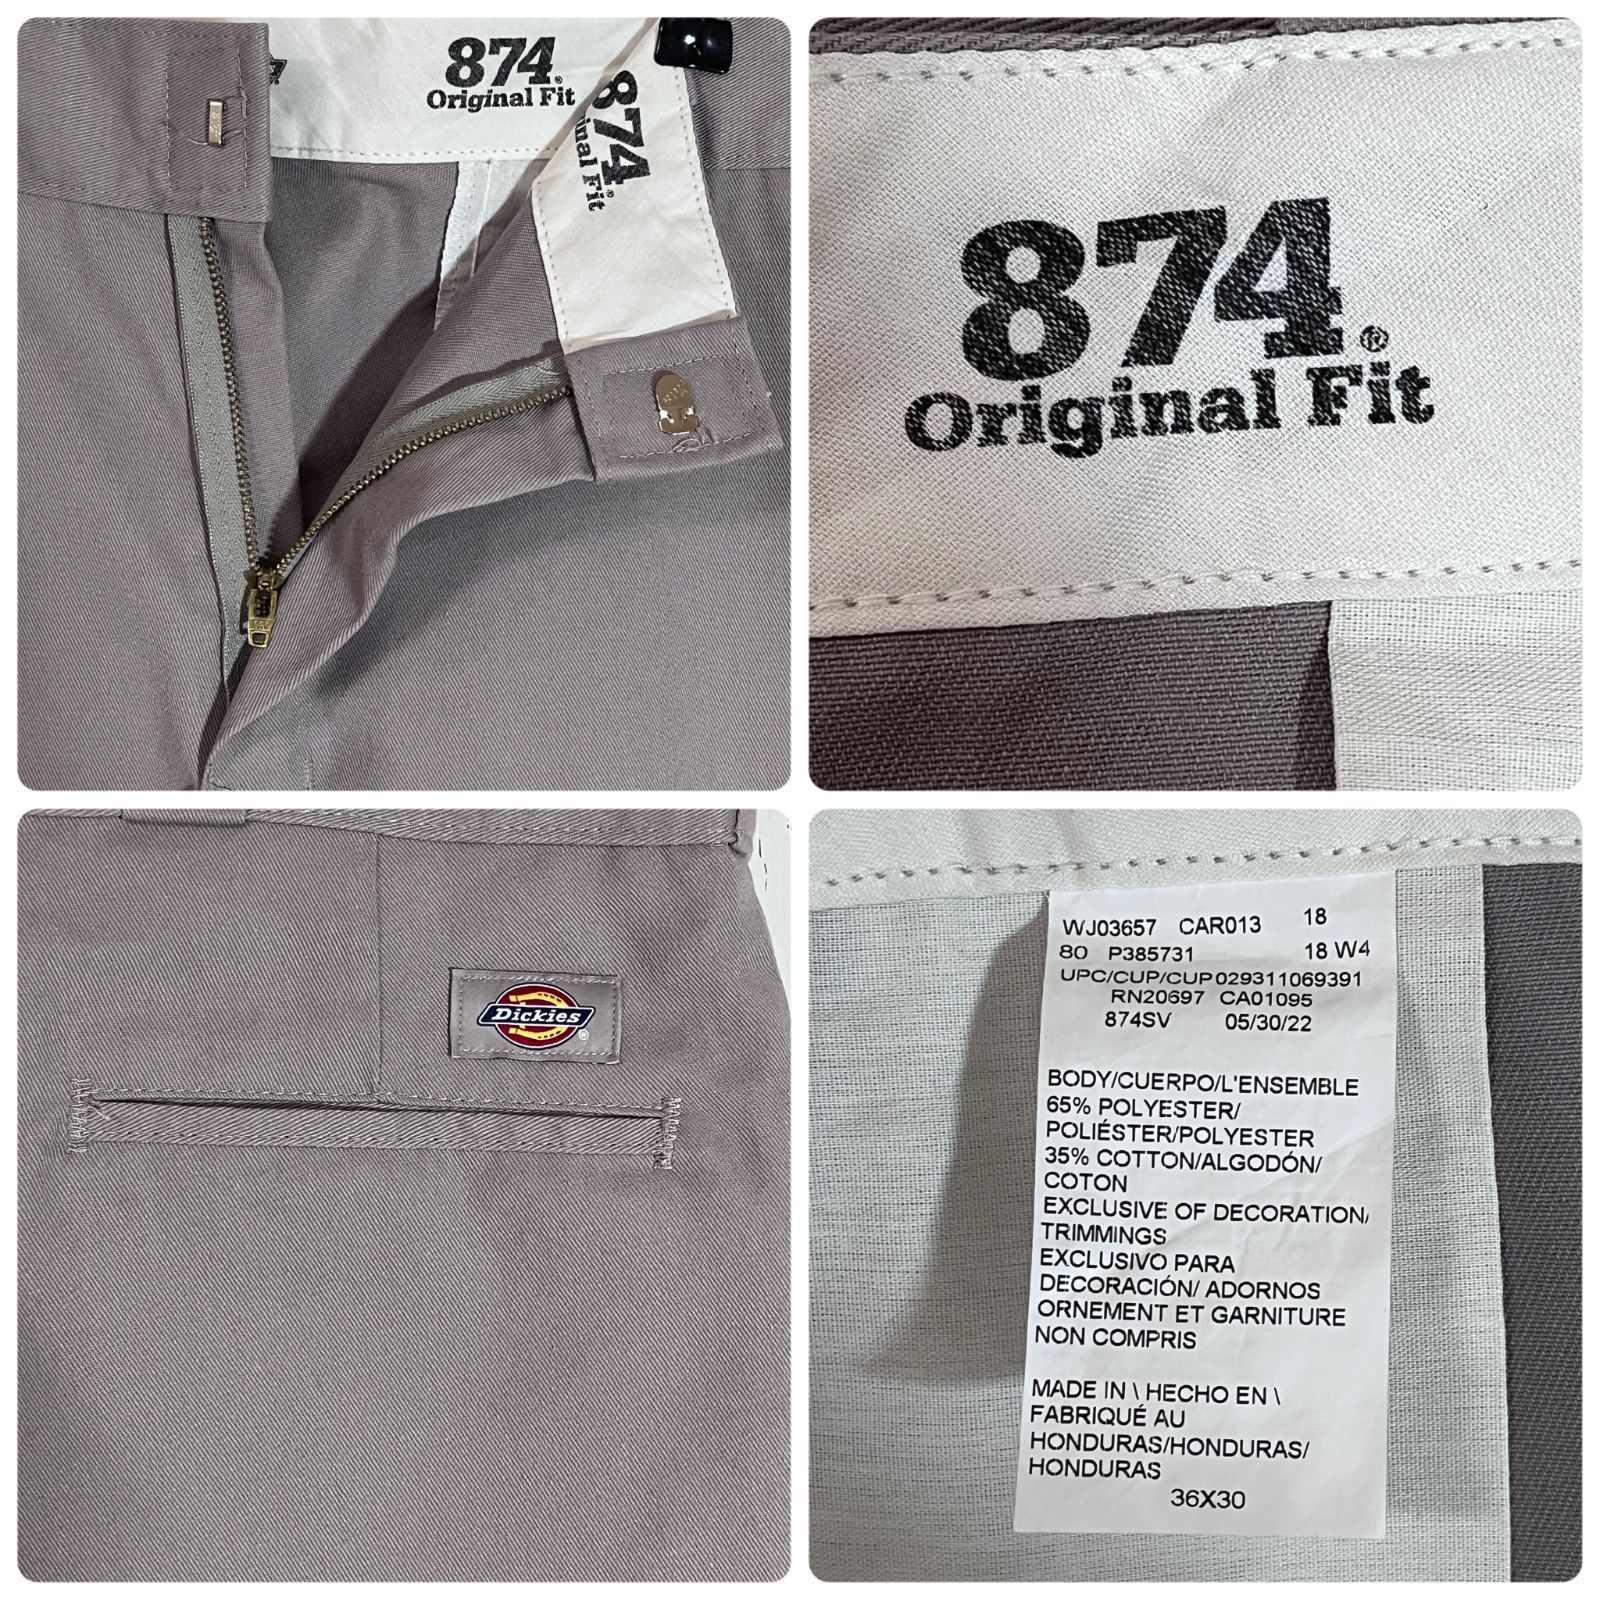 874®
Original Fit
874®
inal Fit
874®
Original Fit
Dickies®
WJ03657 CAR013 18
80 P385731 18 W4
UPC/CUP/CUP029311069391
RN20697 CA01095
874SV 05/30/22
BODY/CUERPO/L'ENSEMBLE
65% POLYESTER/
POLIÉSTER/POLYESTER
35% COTTON/ALGODÓN/
COTON
EXCLUSIVE OF DECORATION/
TRIMMINGS
EXCLUSIVO PARA
DECORACIÓN/ ADORNOS
ORNEMENT ET GARNITURE
NON COMPRIS
MADE IN \ HECHO EN \
FABRIQUÉ AU
HONDURAS/HONDURAS/
HONDURAS
36X30